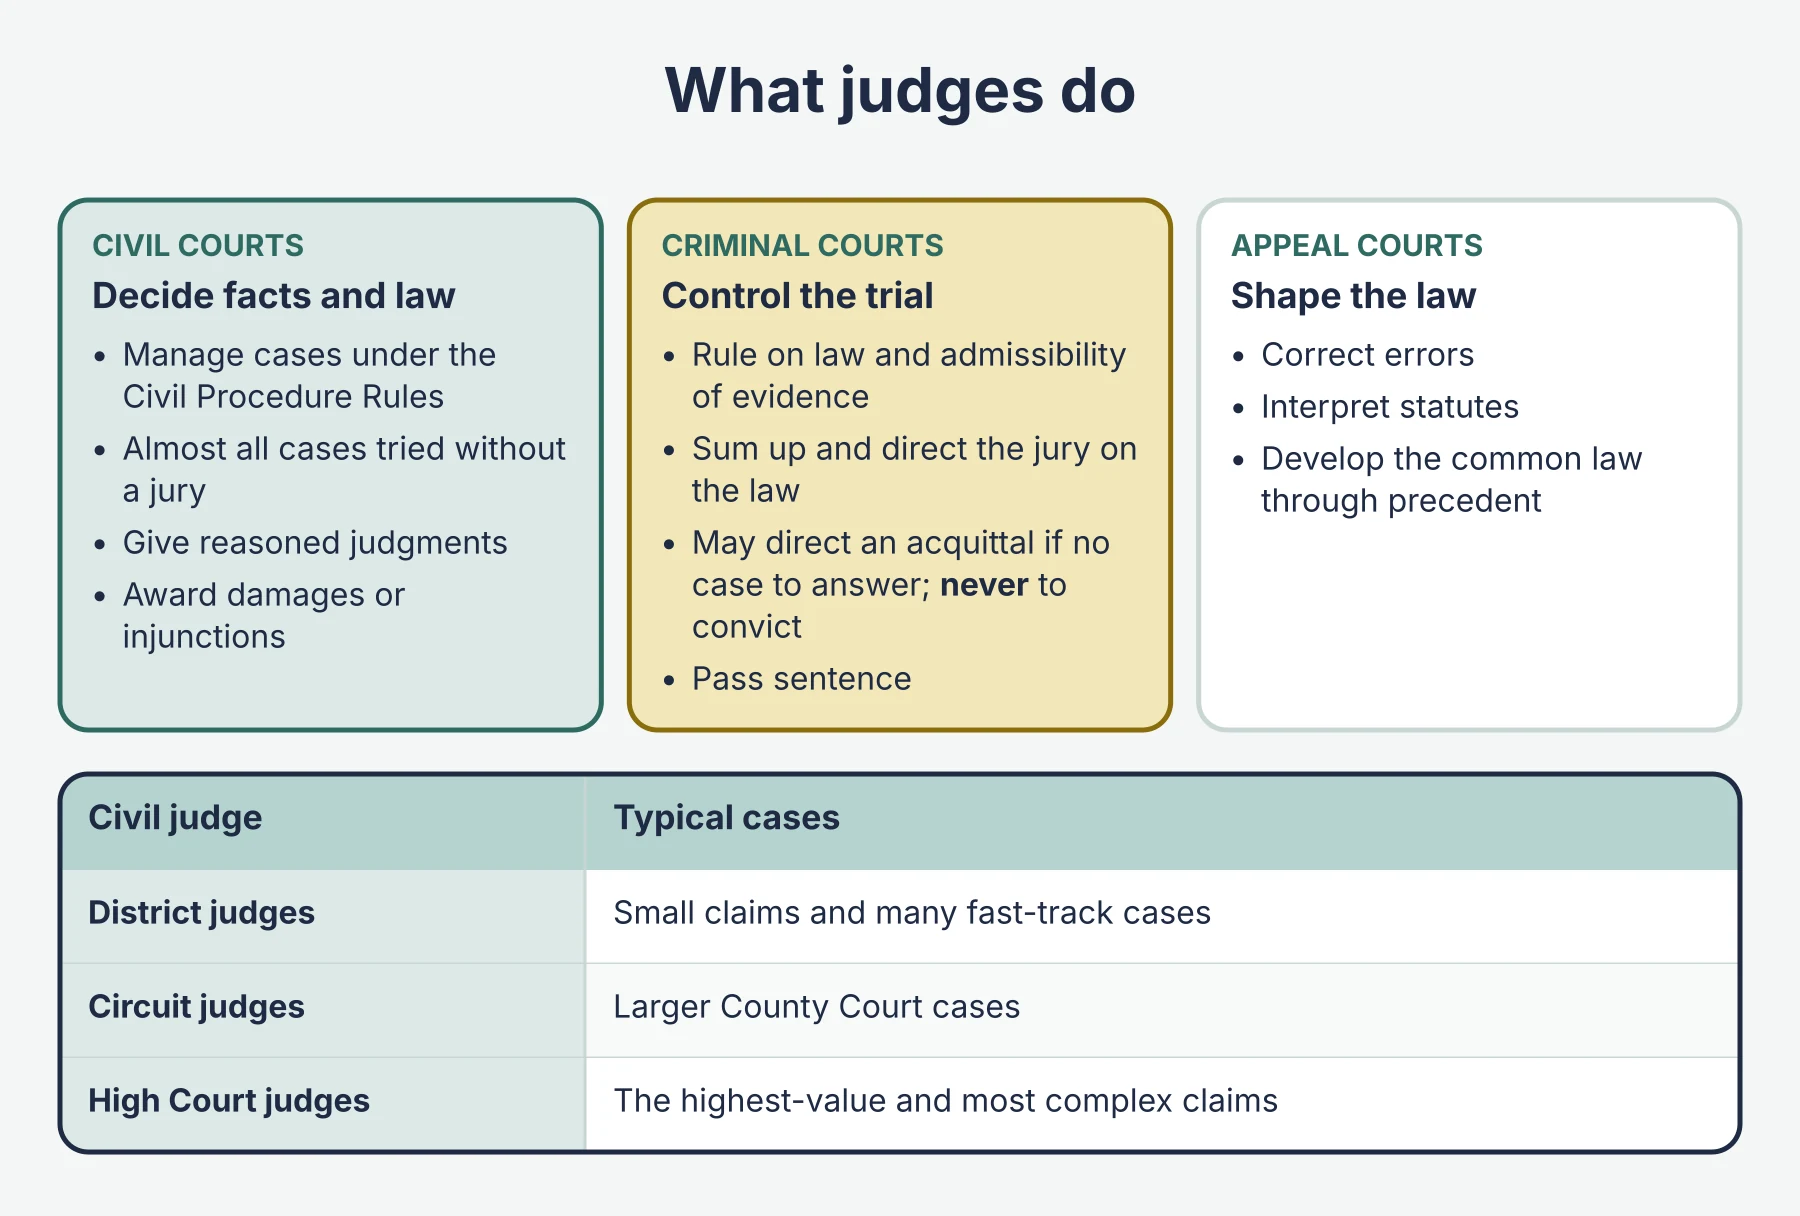 What judges do
CIVIL COURTS
Decide facts and law
• Manage cases under the
Civil Procedure Rules
• Almost all cases tried without
a jury
• Give reasoned judgments
• Award damages or
injunctions
CRIMINAL COURTS
Control the trial
• Rule on law and admissibility
of evidence
• Sum up and direct the jury on
the law
• May direct an acquittal if no
case to answer; never to
convict
• Pass sentence
APPEAL COURTS
Shape the law
• Correct errors
• Interpret statutes
• Develop the common law
through precedent
Civil judge Typical cases
District judges Small claims and many fast-track cases
Circuit judges Larger County Court cases
High Court judges The highest-value and most complex claims